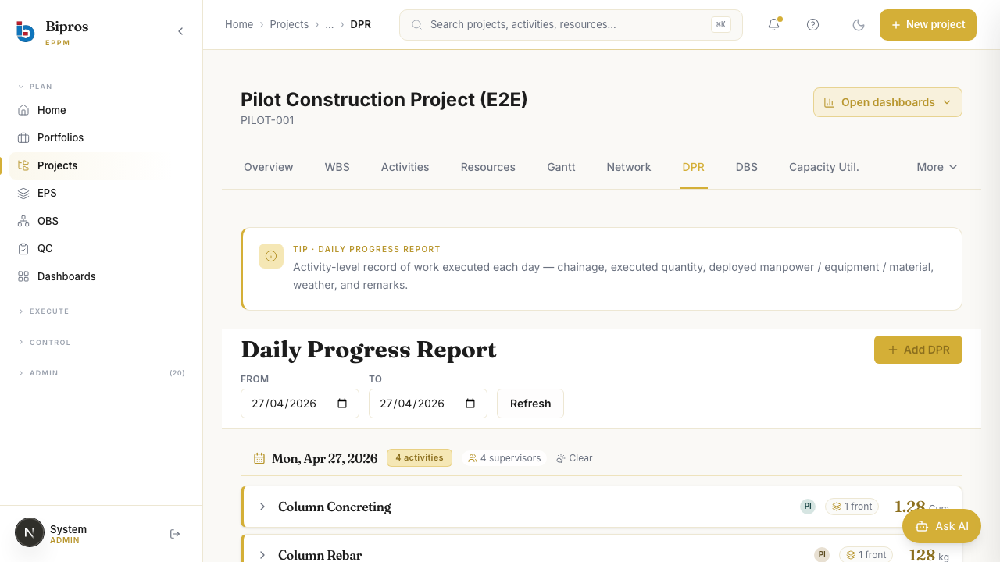 Bipros
EPPM
Home › Projects › ... › DPR
Search projects, activities, resources...
⌘K
New project
PLAN
Home
Portfolios
Projects
EPS
OBS
QC
Dashboards
EXECUTE
CONTROL
ADMIN (20)
N
System
ADMIN
Pilot Construction Project (E2E)
PILOT-001
Open dashboards
Overview WBS Activities Resources Gantt Network DPR DBS Capacity Util. More
TIP · DAILY PROGRESS REPORT
Activity-level record of work executed each day — chainage, executed quantity, deployed manpower / equipment / material,
weather, and remarks.
Daily Progress Report
Add DPR
FROM TO
27/04/2026 27/04/2026 Refresh
Mon, Apr 27, 2026 4 activities 4 supervisors Clear
Column Concreting PI 1 front 1.28 Cum
Ask AI
Column Rebar PI 1 front 128 kg